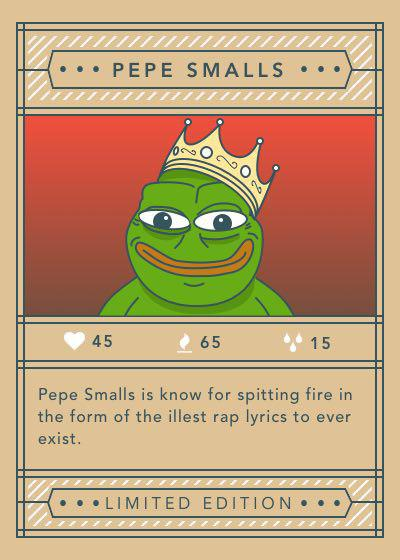 • • • PEPE SMALLS • • •
45 65 15
Pepe Smalls is know for spitting fire in
the form of the illest rap lyrics to ever
exist.
• • • LIMITED EDITION • • •